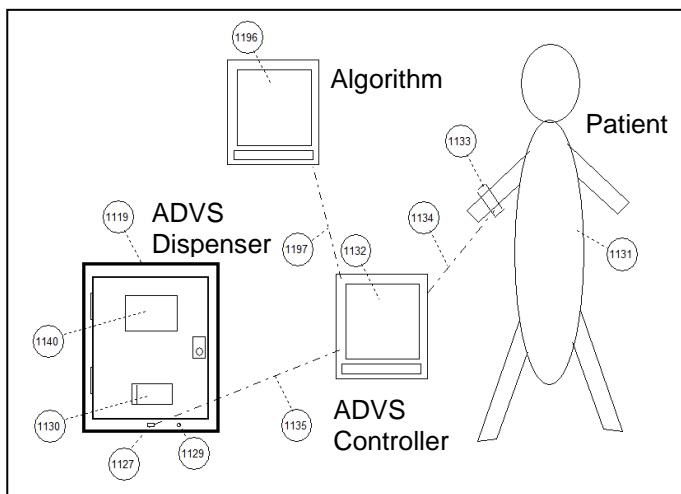 1196
Algorithm
Patient
1133
1119
ADVS
Dispenser
1134
1197
1132
1131
1140
1130
1135
ADVS
Controller
1127
1129